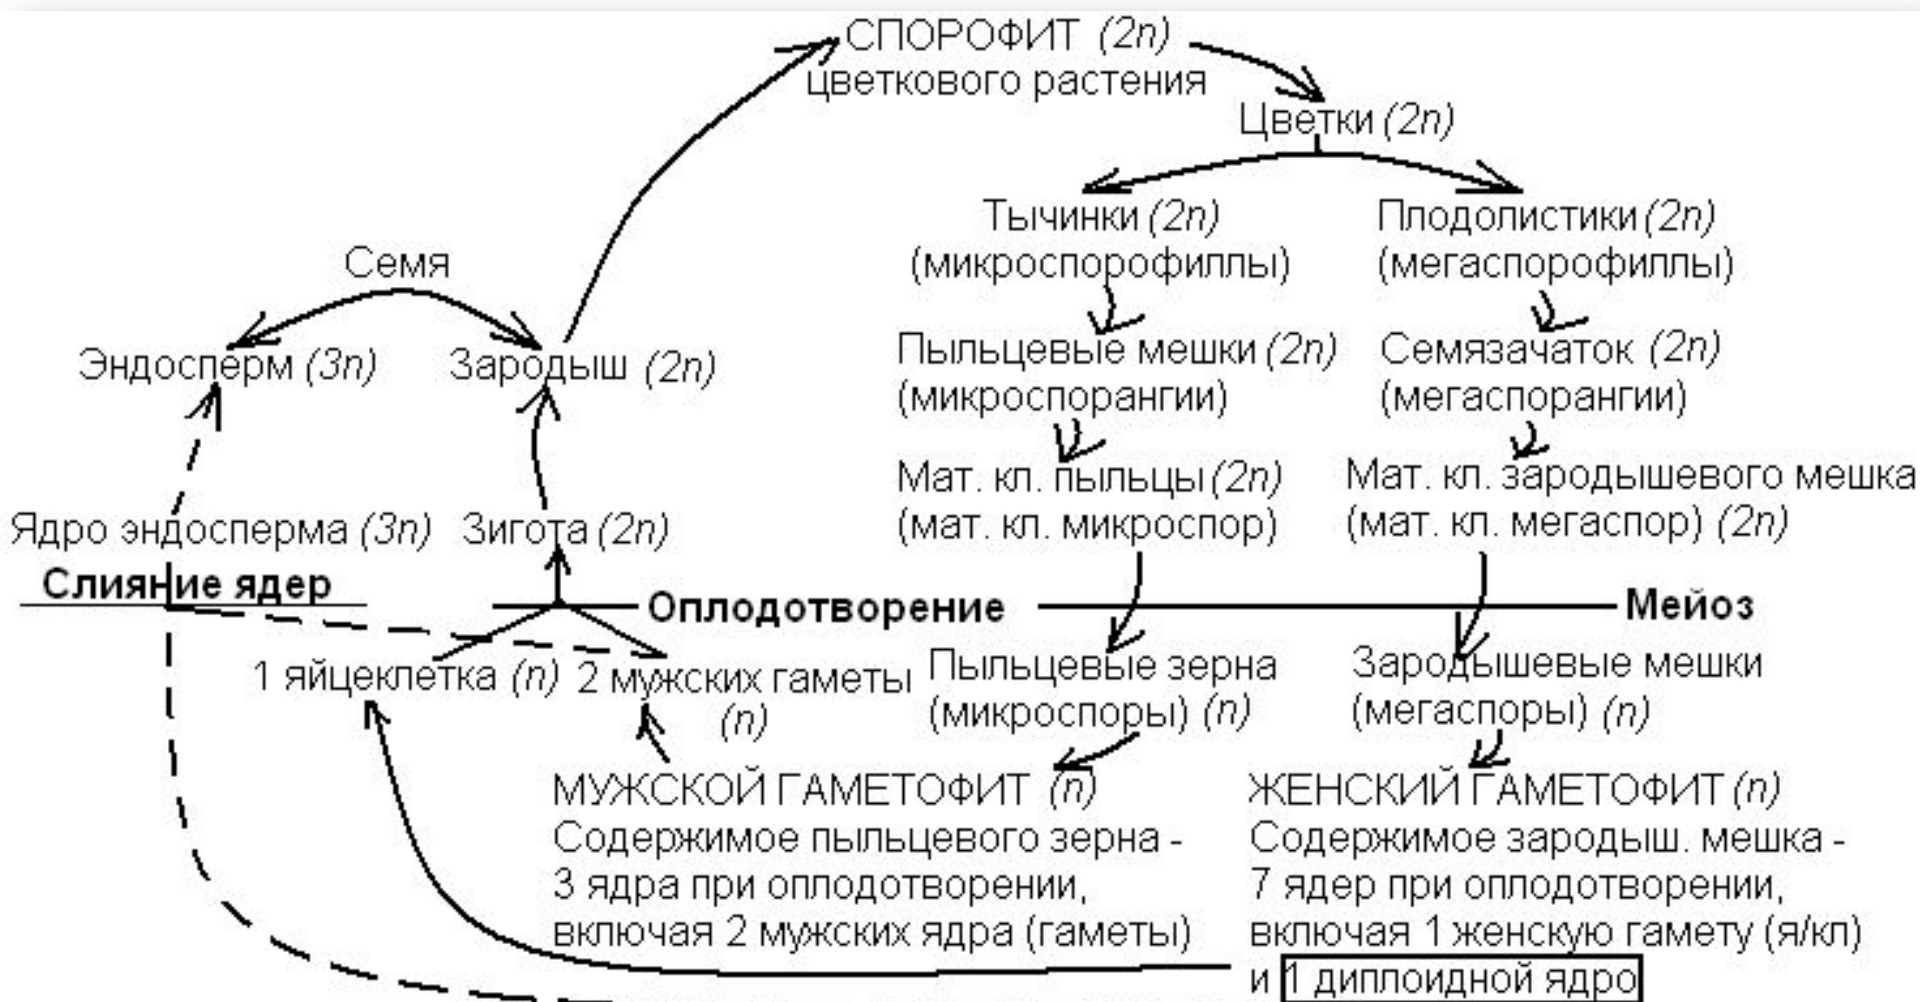 СПОРОФИТ (2n)
цветкового растения
Цветки (2n)
Тычинки (2n)
(микроспорофиллы)
Плодолистики (2n)
(мегаспорофиллы)
Семя
Эндосперм (3n)
Зародыш (2n)
Пыльцевые мешки (2n)
(микроспорангии)
Семязачаток (2n)
(мегаспорангии)
Мат. кл. пыльцы (2n)
(мат. кл. микроспор)
Мат. кл. зародышевого мешка
(мат. кл. мегаспор) (2n)
Ядро эндосперма (3n)
Зигота (2n)
Слияние ядер
Оплодотворение
Мейоз
1 яйцеклетка (n)
2 мужских гаметы
(n)
Пыльцевые зерна
(микроспоры) (n)
Зародышевые мешки
(мегаспоры) (n)
МУЖСКОЙ ГАМЕТОФИТ (n)
Содержимое пыльцевого зерна -
3 ядра при оплодотворении,
включая 2 мужских ядра (гаметы)
ЖЕНСКИЙ ГАМЕТОФИТ (n)
Содержимое зародыш. мешка -
7 ядер при оплодотворении,
включая 1 женскую гамету (я/кл)
и 1 диплоидной ядро